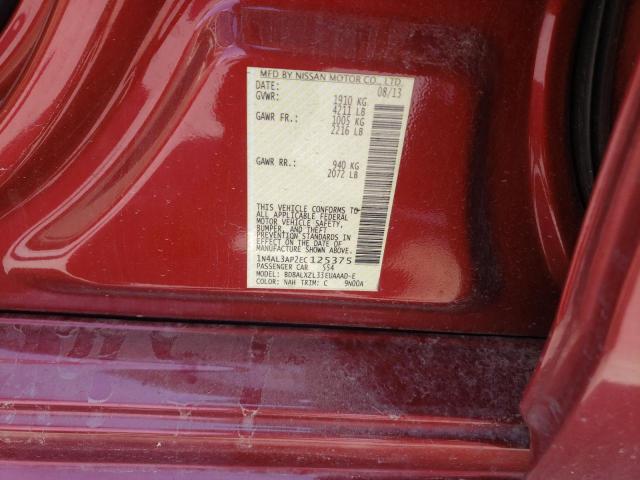 MFD BY NISSAN MOTOR CO., LTD.
DATE: 08/13
GVWR: 1910 KG
4211 LB
GAWR FR.: 1005 KG
2216 LB
GAWR RR.: 940 KG
2072 LB
THIS VEHICLE CONFORMS TO
ALL APPLICABLE FEDERAL
MOTOR VEHICLE SAFETY,
BUMPER, AND THEFT
PREVENTION STANDARDS
IN EFFECT ON THE DATE OF
MANUFACTURE SHOWN ABOVE.
1N4AL3AP2EC125375
PASSENGER CAR 554
MODEL: BDBALXZL33EUAAAD-E
COLOR: NAH TRIM: C 9N00A